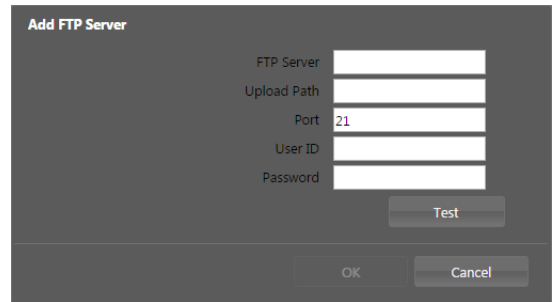 Add FTP Server
FTP Server
Upload Path
Port 21
User ID
Password
Test
OK Cancel